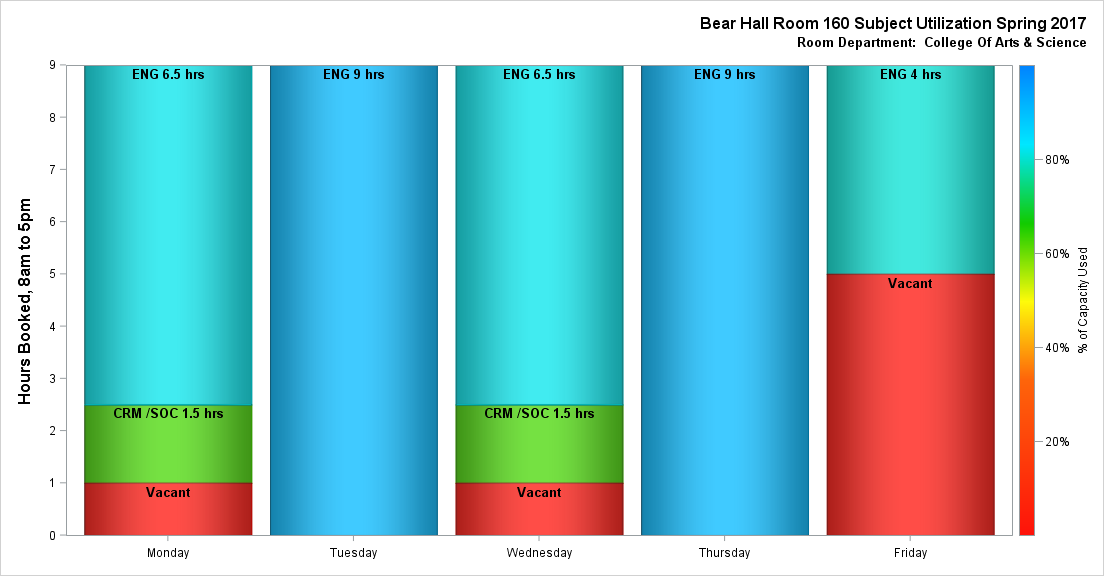 Bear Hall Room 160 Subject Utilization Spring 2017
Room Department:  College Of Arts & Science
Hours Booked, 8am to 5pm
9
8
7
6
5
4
3
2
1
0
ENG 6.5 hrs
CRM /SOC 1.5 hrs
Vacant
ENG 9 hrs
ENG 6.5 hrs
CRM /SOC 1.5 hrs
Vacant
ENG 9 hrs
ENG 4 hrs
Vacant
Monday
Tuesday
Wednesday
Thursday
Friday
80%
60%
40%
20%
% of Capacity Used